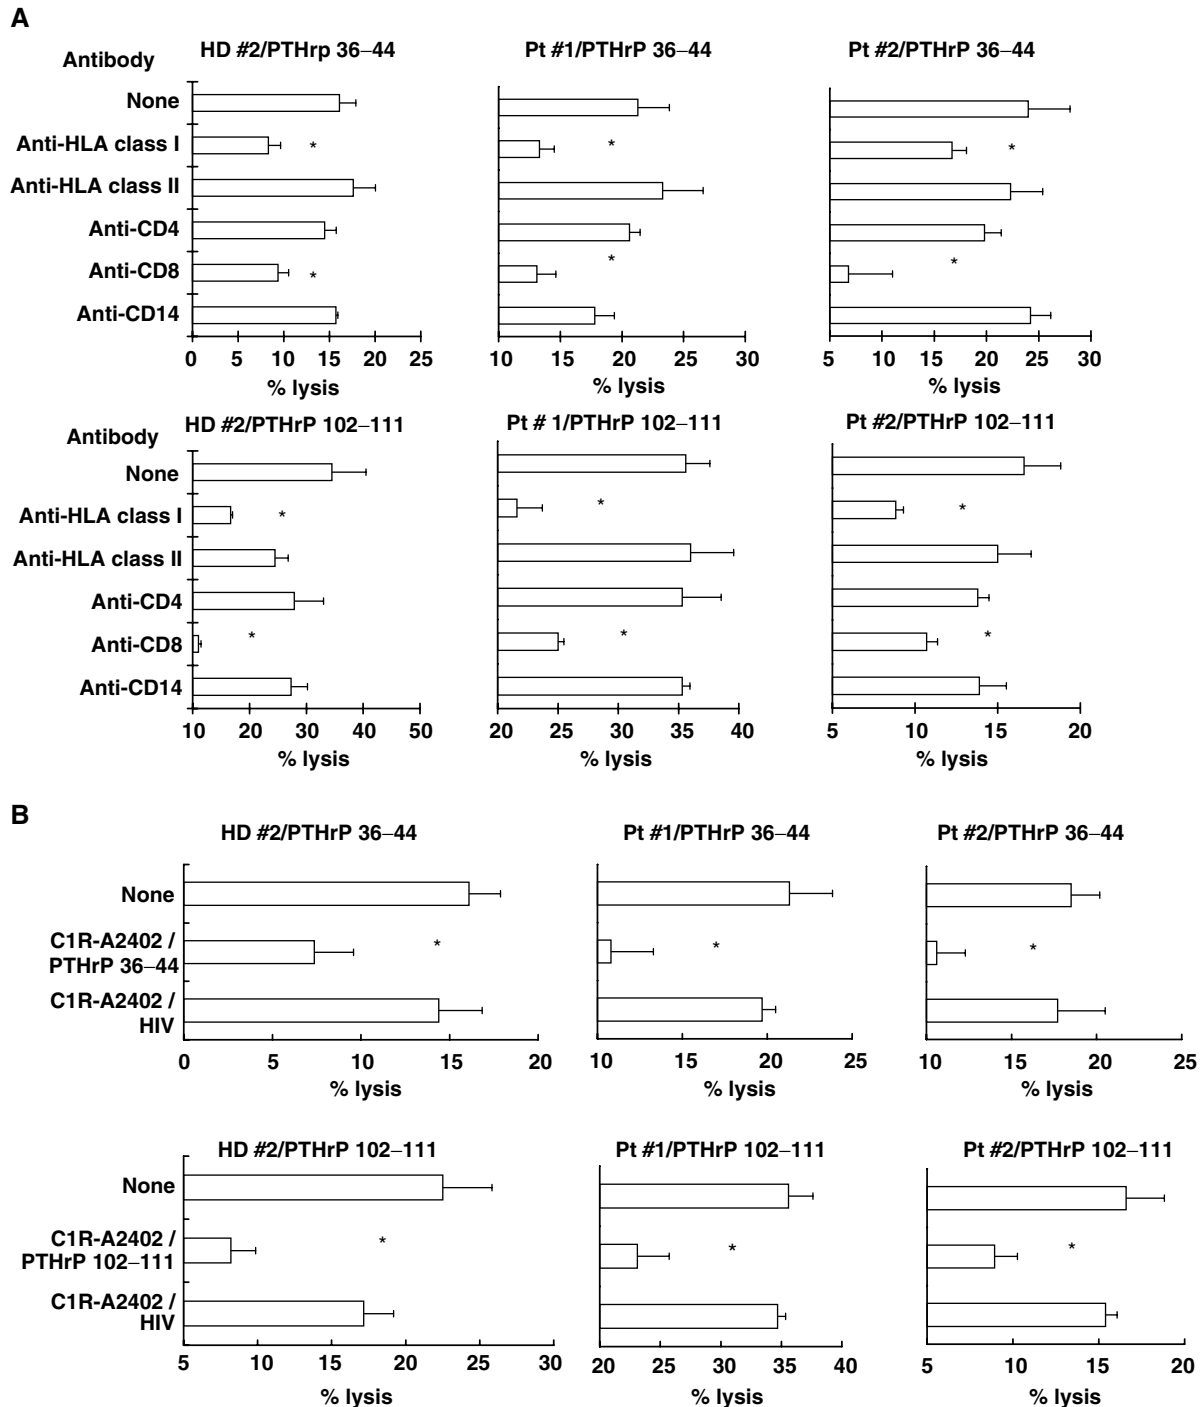 A
Antibody
HD #2/PTHrp 36–44
Pt #1/PTHrP 36–44
Pt #2/PTHrP 36–44
None
Anti-HLA class I
*
*
*
Anti-HLA class II
Anti-CD4
Anti-CD8
*
*
*
Anti-CD14
0 5 10 15 20 25
10 15 20 25 30
5 10 15 20 25 30
% lysis
% lysis
% lysis
Antibody
HD #2/PTHrP 102–111
Pt # 1/PTHrP 102–111
Pt #2/PTHrP 102–111
None
Anti-HLA class I
*
*
*
Anti-HLA class II
Anti-CD4
Anti-CD8
*
*
*
Anti-CD14
10 20 30 40 50
20 25 30 35 40
5 10 15 20
% lysis
% lysis
% lysis
B
HD #2/PTHrP 36–44
Pt #1/PTHrP 36–44
Pt #2/PTHrP 36–44
None
C1R-A2402 /
PTHrP 36–44
*
*
*
C1R-A2402 /
HIV
0 5 10 15 20
10 15 20 25
10 15 20 25
% lysis
% lysis
% lysis
HD #2/PTHrP 102–111
Pt #1/PTHrP 102–111
Pt #2/PTHrP 102–111
None
C1R-A2402 /
PTHrP 102–111
*
*
*
C1R-A2402 /
HIV
5 10 15 20 25 30
20 25 30 35 40
5 10 15 20
% lysis
% lysis
% lysis